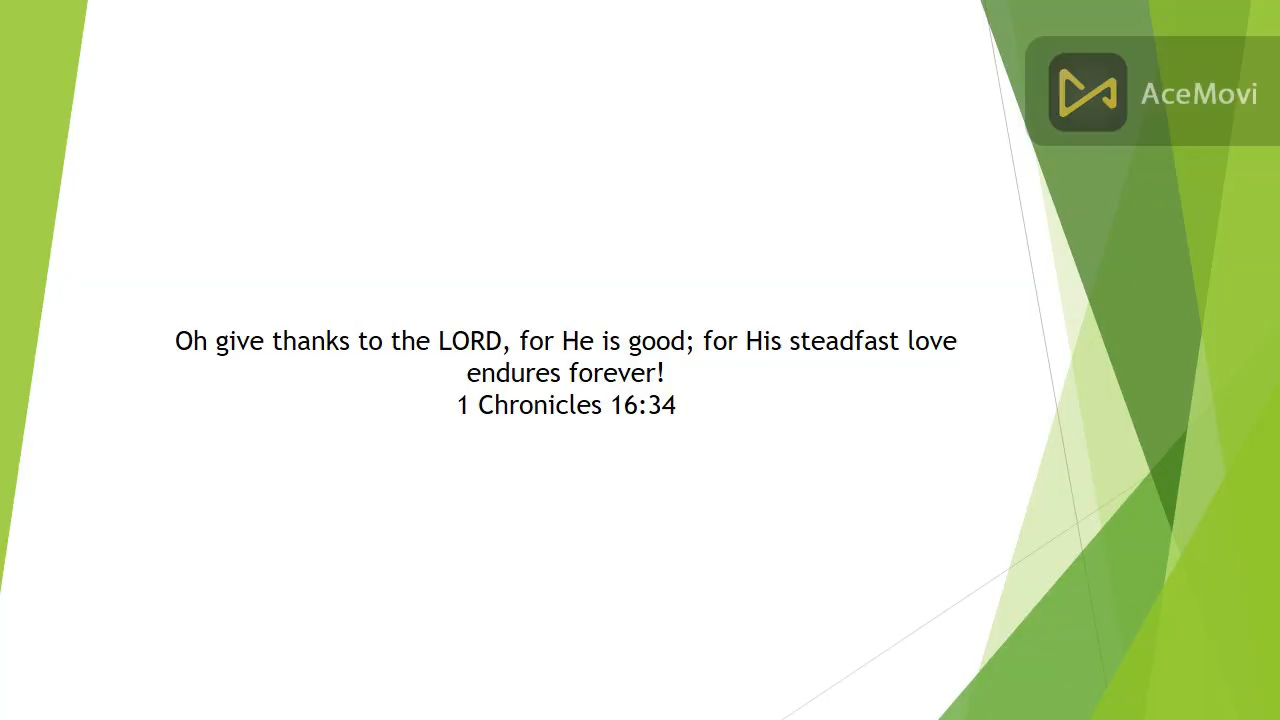 AceMovi
Oh give thanks to the LORD, for He is good; for His steadfast love
endures forever!
1 Chronicles 16:34